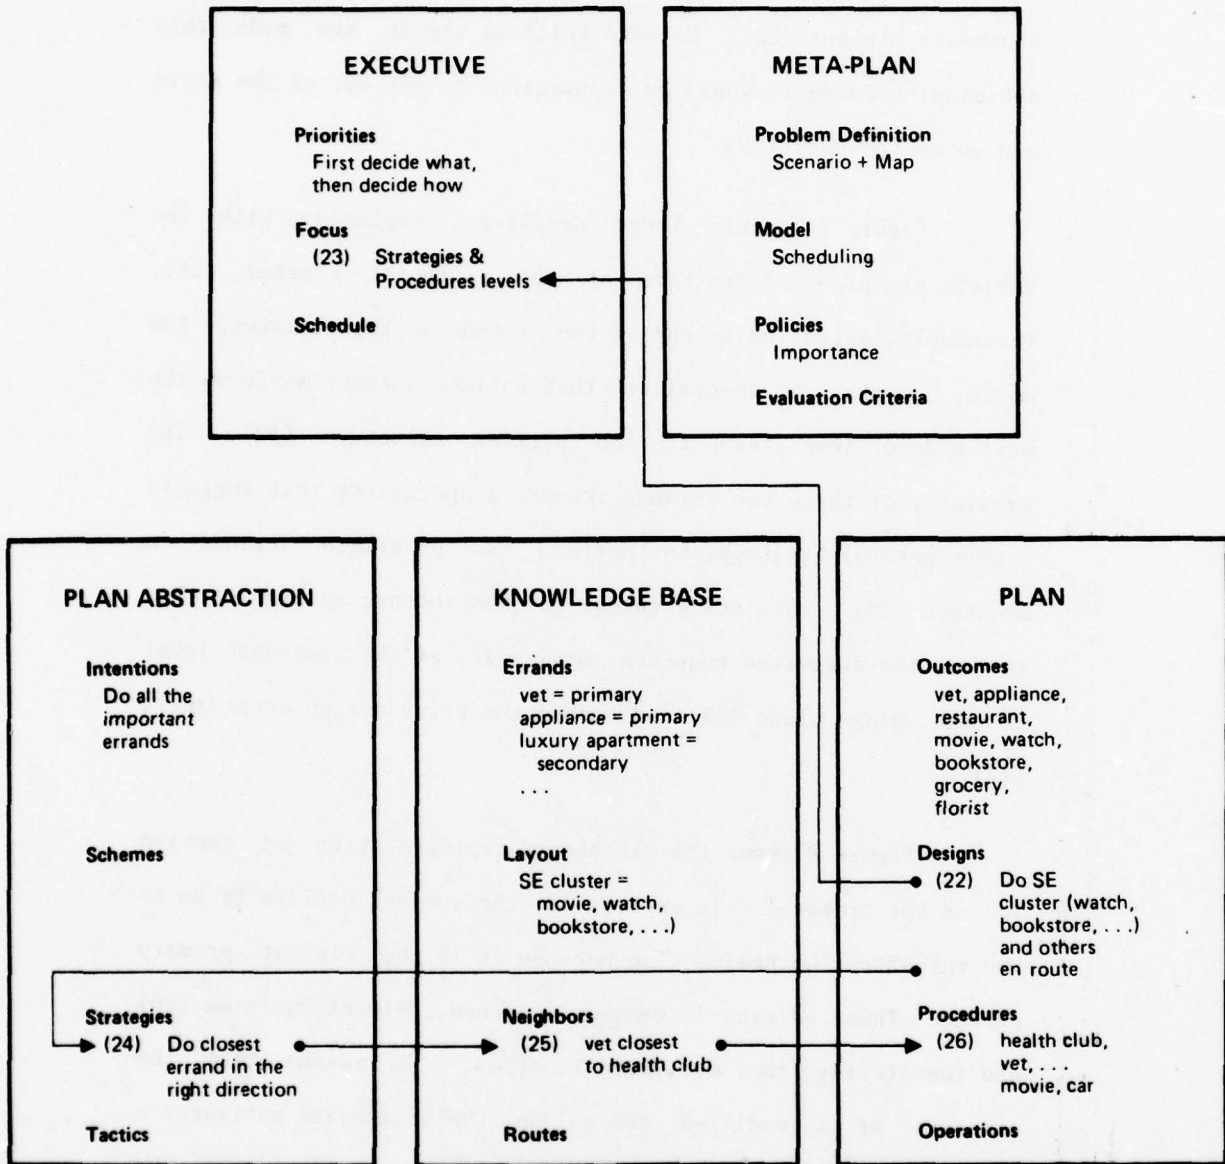 EXECUTIVE
Priorities
First decide what,
then decide how
Focus
(23) Strategies &
Procedures levels
Schedule
META-PLAN
Problem Definition
Scenario + Map
Model
Scheduling
Policies
Importance
Evaluation Criteria
PLAN ABSTRACTION
Intentions
Do all the
important
errands
Schemes
Strategies
(24) Do closest
errand in the
right direction
Tactics
KNOWLEDGE BASE
Errands
vet = primary
appliance = primary
luxury apartment =
secondary
. . .
Layout
SE cluster =
movie, watch,
bookstore, . . .)
Neighbor
(25) vet closest
to health club
Routes
PLAN
Outcomes
vet, appliance,
restaurant,
movie, watch,
bookstore,
grocery,
florist
Designs
(22) Do SE
cluster (watch,
bookstore, . . .)
and others
en route
Procedures
(26) health club,
vet, . . .
movie, car
Operations